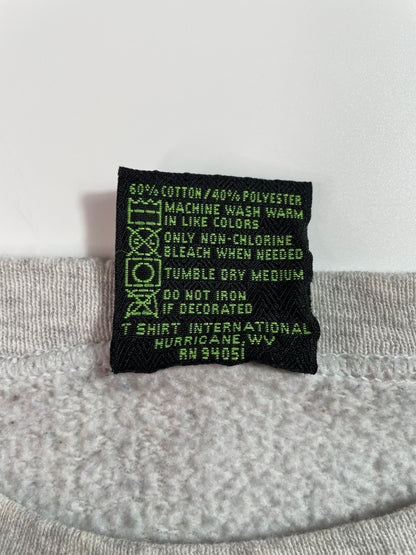 60% COTTON/40% POLYESTER
MACHINE WASH WARM
IN LIKE COLORS
ONLY NON-CHLORINE
BLEACH WHEN NEEDED
TUMBLE DRY MEDIUM
DO NOT IRON
IF DECORATED
T SHIRT INTERNATIONAL
HURRICANE, WV
RN 94051